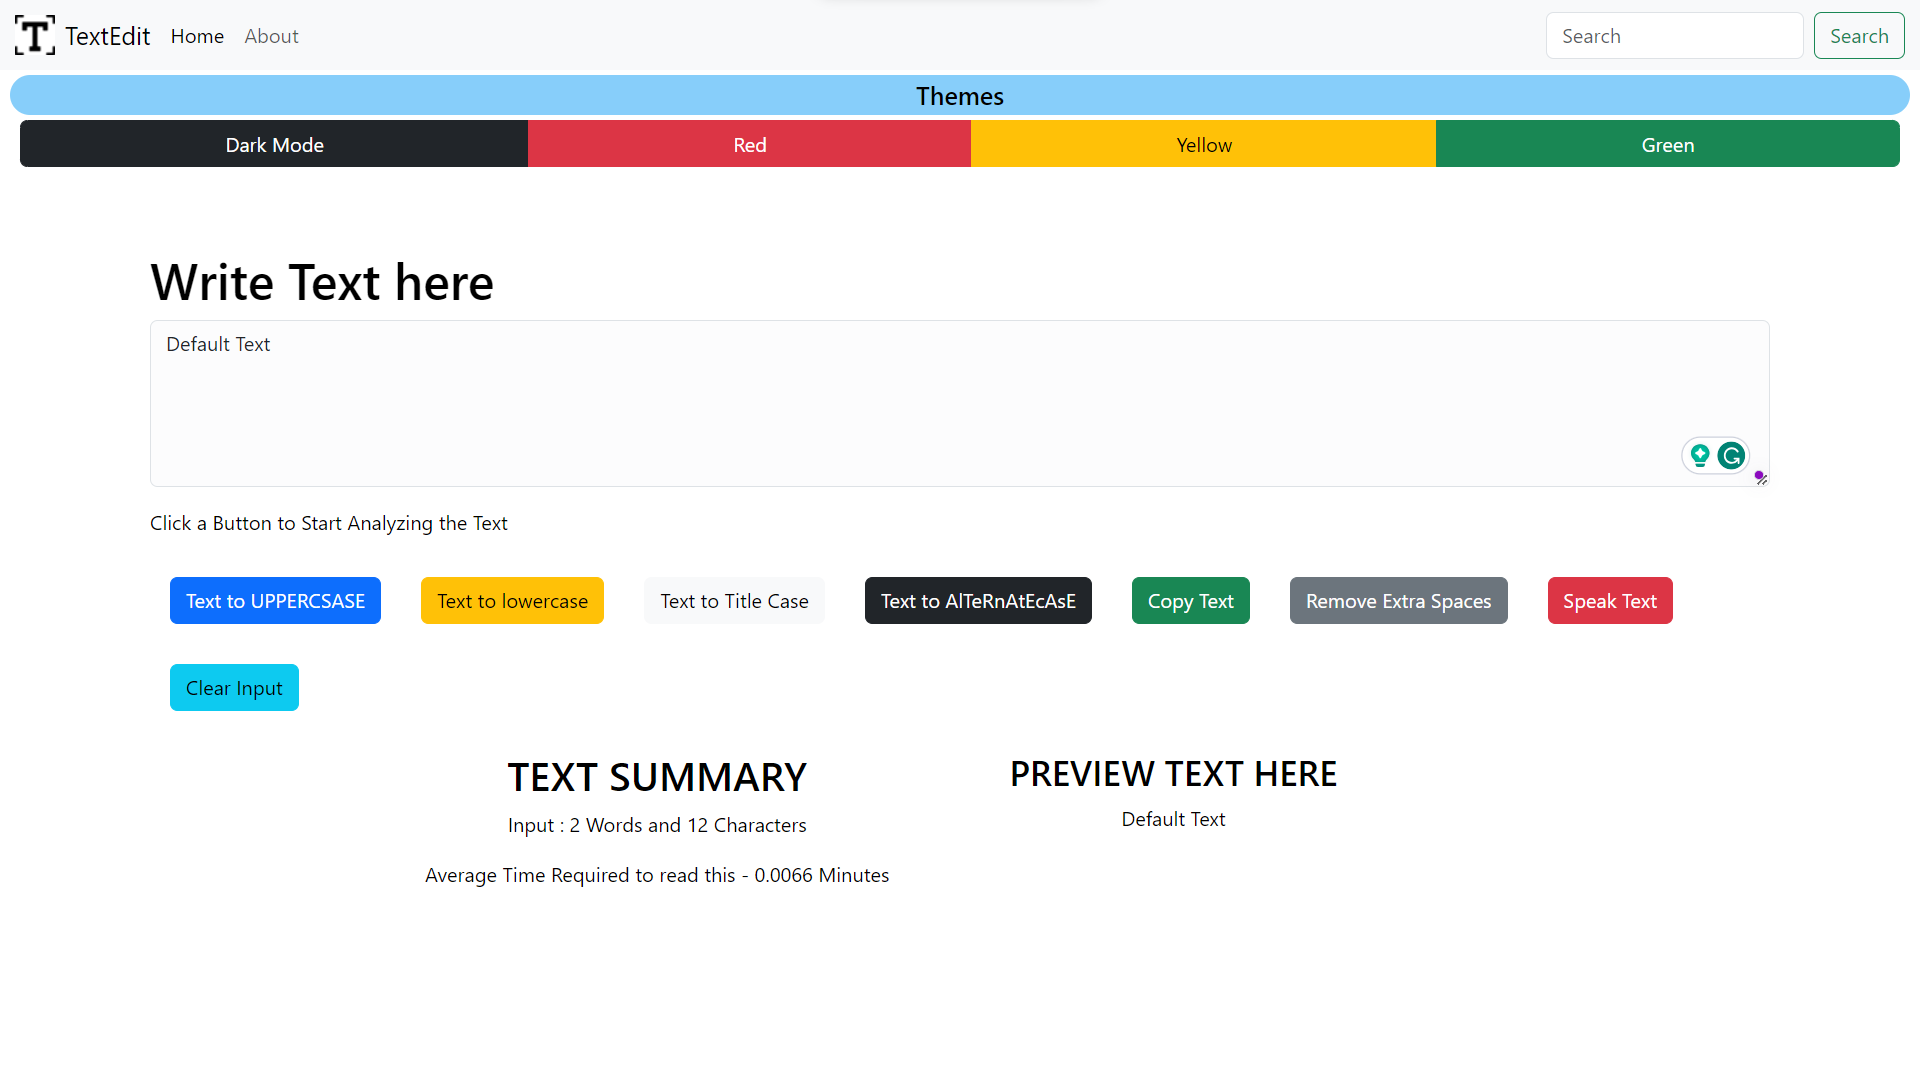 T TextEdit Home About Search Search
Themes
Dark Mode Red Yellow Green
Write Text here
Default Text
Click a Button to Start Analyzing the Text
Text to UPPERCSASE Text to lowercase Text to Title Case Text to AlTeRnAtEcAsE Copy Text Remove Extra Spaces Speak Text
Clear Input
TEXT SUMMARY
Input : 2 Words and 12 Characters
Average Time Required to read this - 0.0066 Minutes
PREVIEW TEXT HERE
Default Text